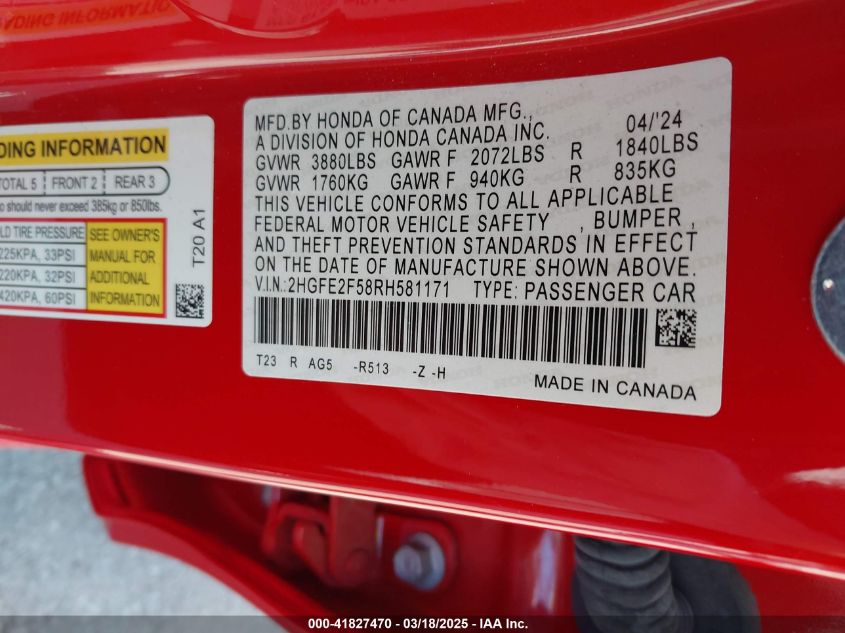 DING INFORMATION
TOTAL 5 FRONT 2 REAR 3
should never exceed 385kg or 850lbs.
LD TIRE PRESSURE
225KPA, 33PSI
220KPA, 32PSI
420KPA, 60PSI
SEE OWNER'S
MANUAL FOR
ADDITIONAL
INFORMATION
T20 A1
MFD.BY HONDA OF CANADA MFG., 04/'24
A DIVISION OF HONDA CANADA INC.
GVWR 3880LBS GAWR F 2072LBS R 1840LBS
GVWR 1760KG GAWR F 940KG R 835KG
THIS VEHICLE CONFORMS TO ALL APPLICABLE
FEDERAL MOTOR VEHICLE SAFETY , BUMPER ,
AND THEFT PREVENTION STANDARDS IN EFFECT
ON THE DATE OF MANUFACTURE SHOWN ABOVE.
V.I.N.: 2HGFE2F58RH581171 TYPE: PASSENGER CAR
T23 R AG5 -R513 -Z -H
MADE IN CANADA
000-41827470 - 03/18/2025 - IAA Inc.